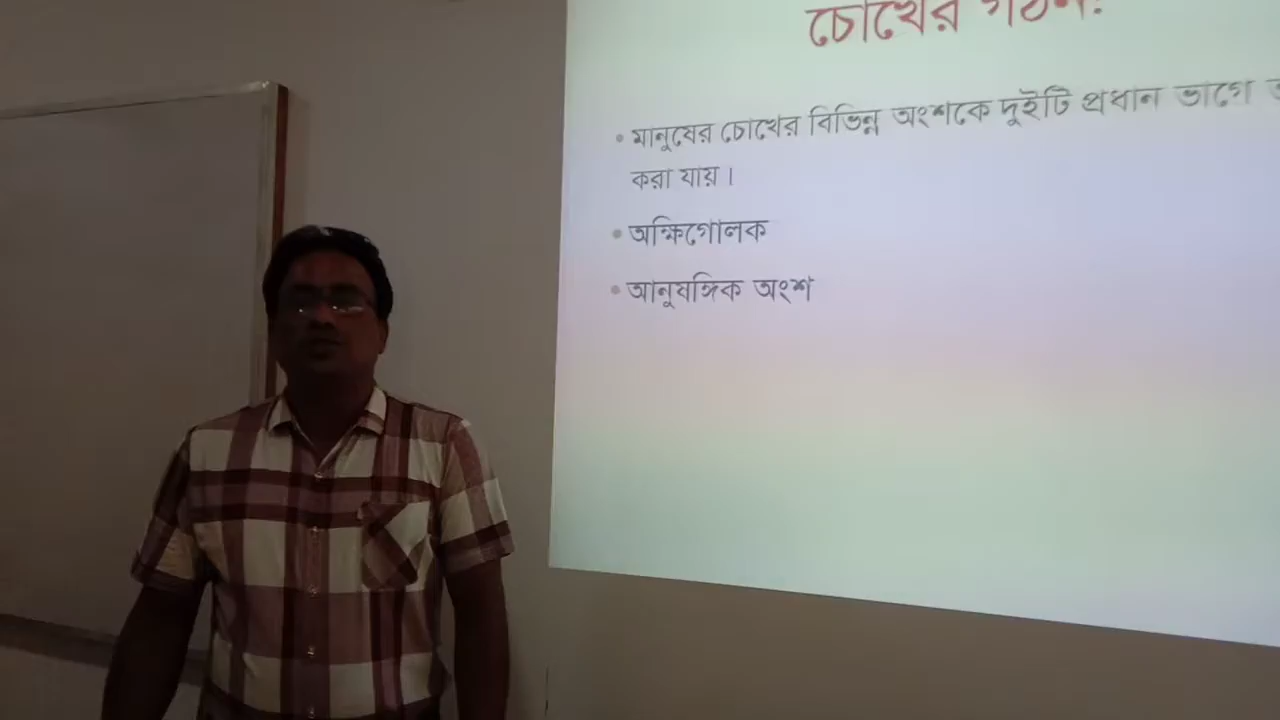 চোখের গঠন:
• মানুষের চোখের বিভিন্ন অংশকে দুইটি প্রধান ভাগে
করা যায়।
• অক্ষিগোলক
• আনুষঙ্গিক অংশ